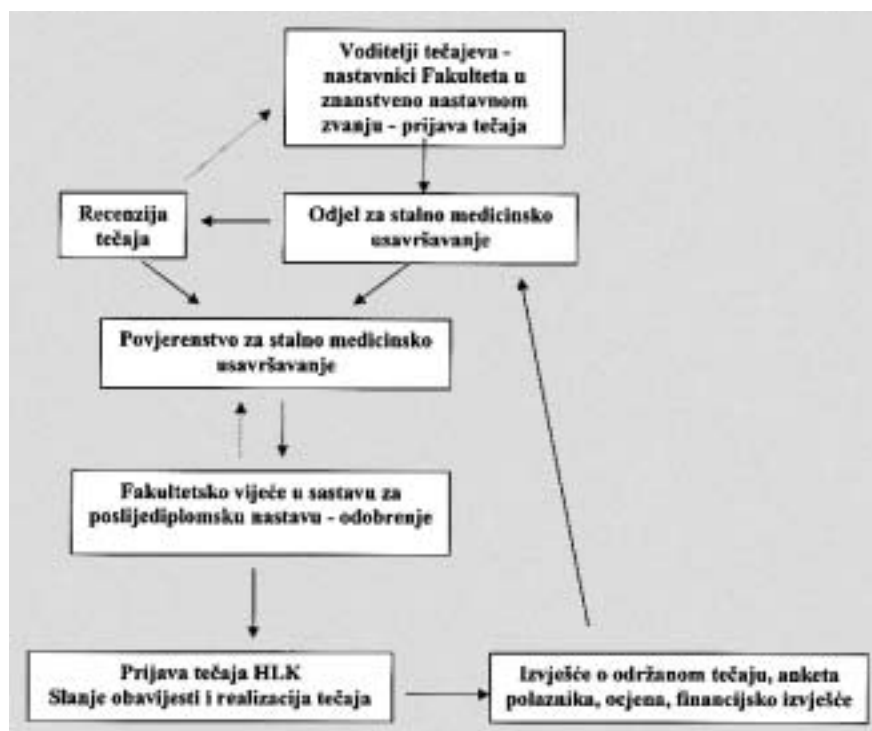 Voditelji tečajeva -
nastavnici Fakulteta u
znanstveno nastavnom
zvanju - prijava tečaja
Recenzija
tečaja
Odjel za stalno medicinsko
usavršavanje
Povjerenstvo za stalno medicinsko
usavršavanje
Fakultetsko vijeće u sastavu za
poslijediplomsku nastavu - odobrenje
Prijava tečaja HLK
Slanje obavijesti i realizacija tečaja
Izvješće o održanom tečaju, anketa
polaznika, ocjena, financijsko izvješće